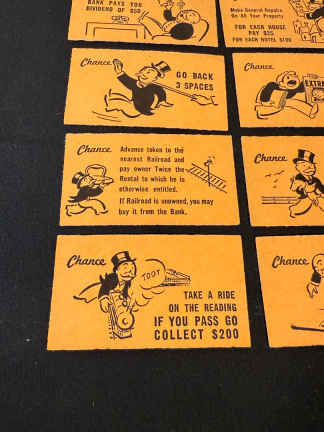 BANK PAYS YOU
DIVIDEND OF $50
Make General Repairs
On All Your Property
FOR EACH HOUSE
PAY $25
FOR EACH HOTEL $100
Chance
GO BACK
3 SPACES
Chance
EXTRA
Chance
Advance token to the
nearest Railroad and
pay owner Twice the
Rental to which he is
otherwise entitled.
If Railroad is unowned, you may
buy it from the Bank.
Chance
Chance
TOOT
TAKE A RIDE
ON THE READING
IF YOU PASS GO
COLLECT $200
Chance